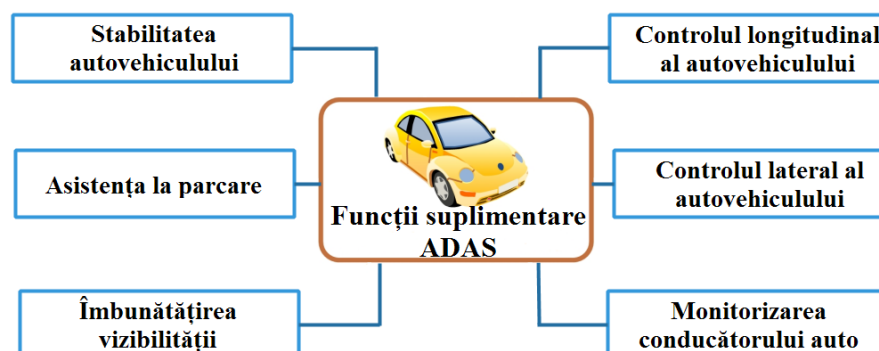 Stabilitatea
autovehiculului
Controlul longitudinal
al autovehiculului
Asistența la parcare
Funcții suplimentare
ADAS
Controlul lateral al
autovehiculului
Îmbunătățirea
vizibilității
Monitorizarea
conducătorului auto